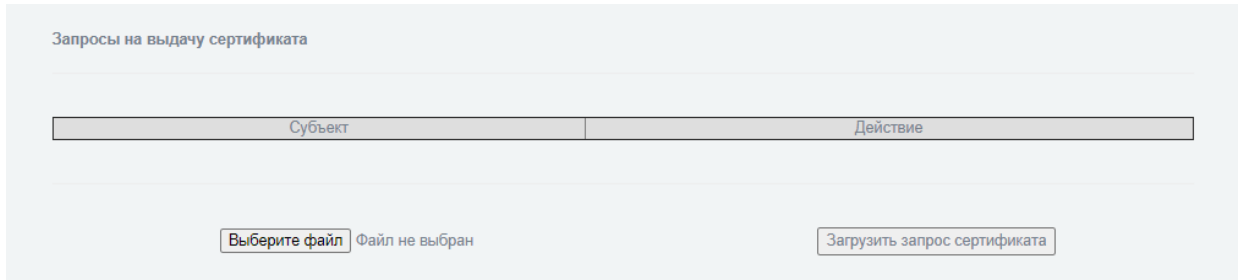 Запросы на выдачу сертификата
Субъект Действие
Выберите файл Файл не выбран Загрузить запрос сертификата